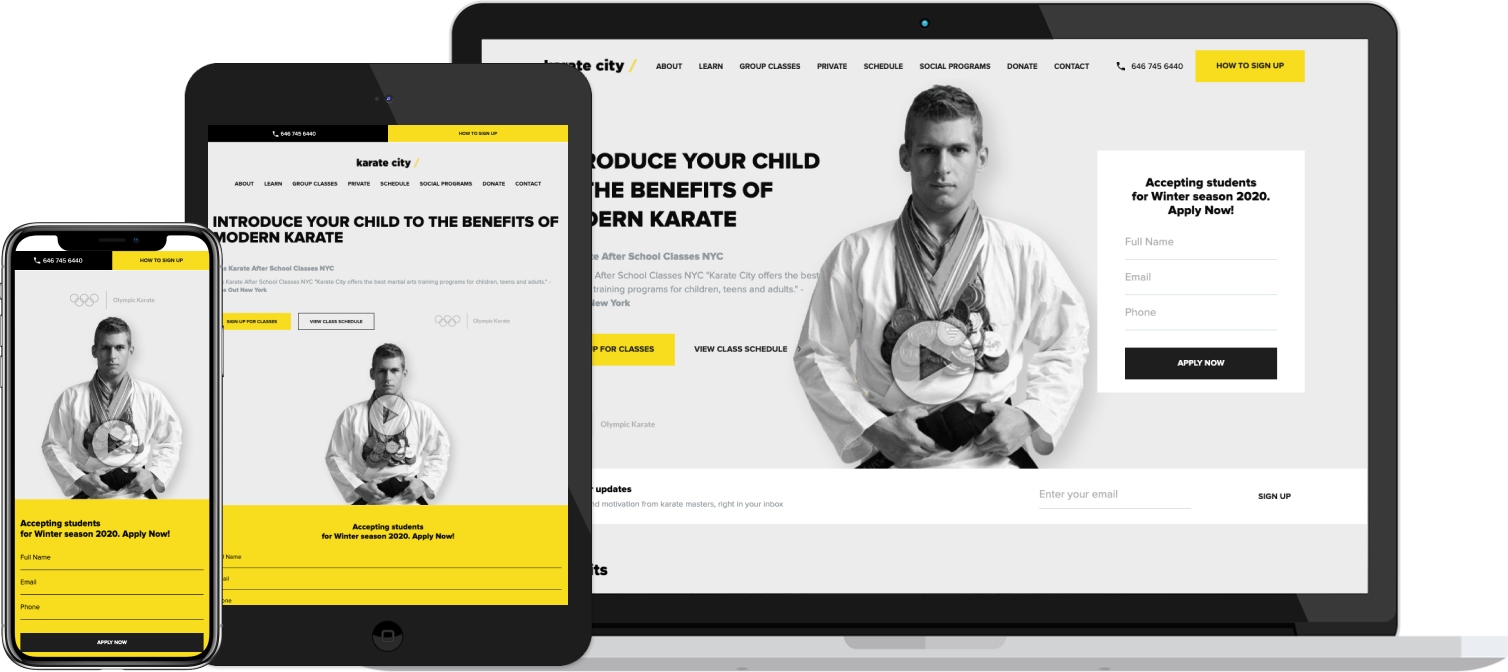 karate city /
ABOUT LEARN GROUP CLASSES PRIVATE SCHEDULE SOCIAL PROGRAMS DONATE CONTACT
646 745 6440
HOW TO SIGN UP
YOUR CHILD
THE BENEFITS OF
KARATE
After School Classes NYC
After School Classes NYC "Karate City offers the best
training programs for children, teens and adults." -
New York
FOR CLASSES
VIEW CLASS SCHEDULE
Olympic Karate
Accepting students
for Winter season 2020.
Apply Now!
Full Name
Email
Phone
APPLY NOW
updates
motivation from karate masters, right in your inbox
Enter your email
SIGN UP
646 745 6440
HOW TO SIGN UP
karate city /
ABOUT LEARN GROUP CLASSES PRIVATE SCHEDULE SOCIAL PROGRAMS DONATE CONTACT
INTRODUCE YOUR CHILD TO THE BENEFITS OF
MODERN KARATE
Karate After School Classes NYC
Karate After School Classes NYC "Karate City offers the best martial arts training programs for children, teens and adults." -
Out New York
SIGN UP FOR CLASSES
VIEW CLASS SCHEDULE
Olympic Karate
Accepting students
for Winter season 2020. Apply Now!
Name
646 745 6440
HOW TO SIGN UP
Olympic Karate
Accepting students
for Winter season 2020. Apply Now!
Full Name
Email
Phone
APPLY NOW